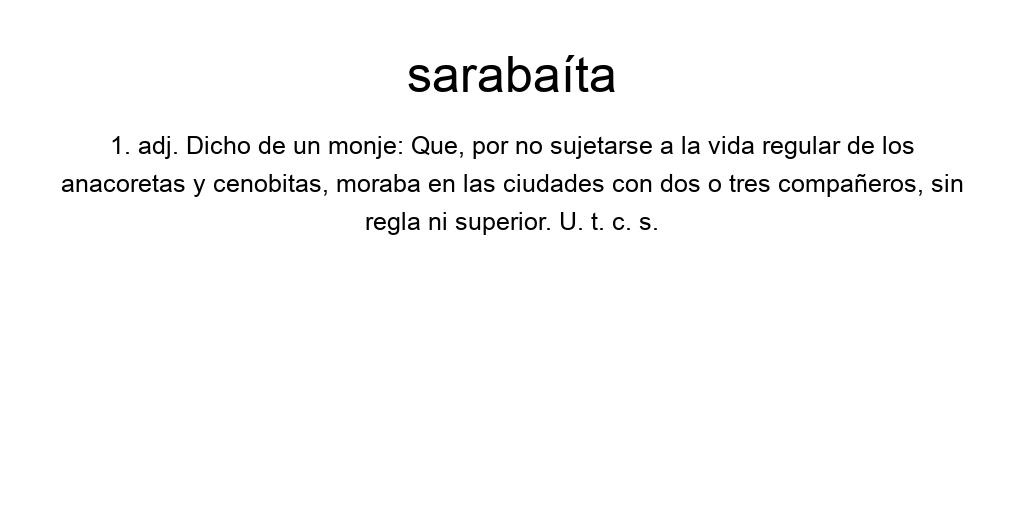 sarabaíta
1. adj. Dicho de un monje: Que, por no sujetarse a la vida regular de los
anacoretas y cenobitas, moraba en las ciudades con dos o tres compañeros, sin
regla ni superior. U. t. c. s.